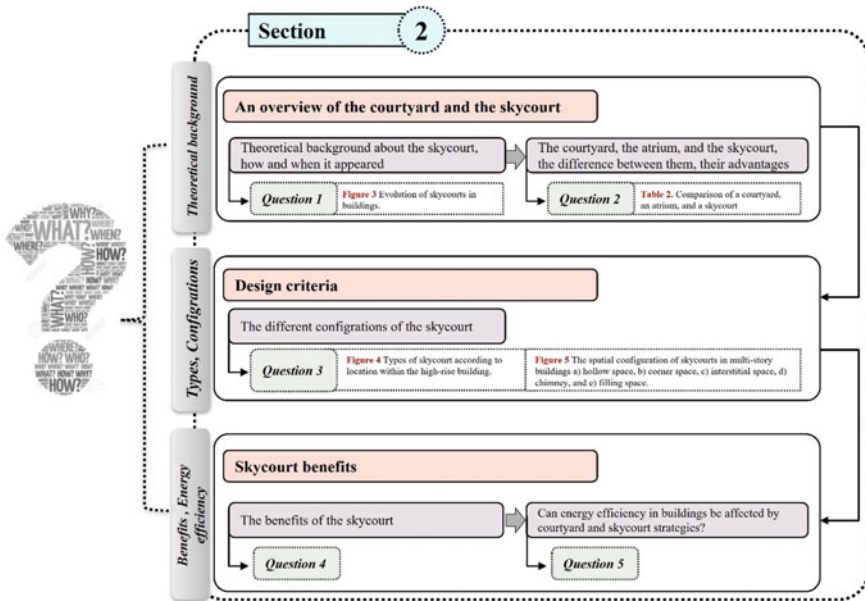 Section 2
Theoretical background
An overview of the courtyard and the skycourt
Theoretical background about the skycourt,
how and when it appeared
The courtyard, the atrium, and the skycourt,
the difference between them, their advantages
Question 1
Figure 3 Evolution of skycourts in
buildings.
Question 2
Table 2. Comparison of a courtyard,
an atrium, and a skycourt
WHY?
WHAT?
WHEN?
WHERE?
HOW?
HOW?
WHAT?
WHO?
WHERE?
HOW? WHO?
HOW?
Types, Configrations
Design criteria
The different configrations of the skycourt
Question 3
Figure 4 Types of skycourt according to
location within the high-rise building.
Figure 5 The spatial configuration of skycourts in multi-story
buildings a) hollow space, b) corner space, c) interstitial space, d)
chimney, and e) filling space.
Benefits , Energy
efficiency
Skycourt benefits
The benefits of the skycourt
Can energy efficiency in buildings be affected by
courtyard and skycourt strategies?
Question 4
Question 5